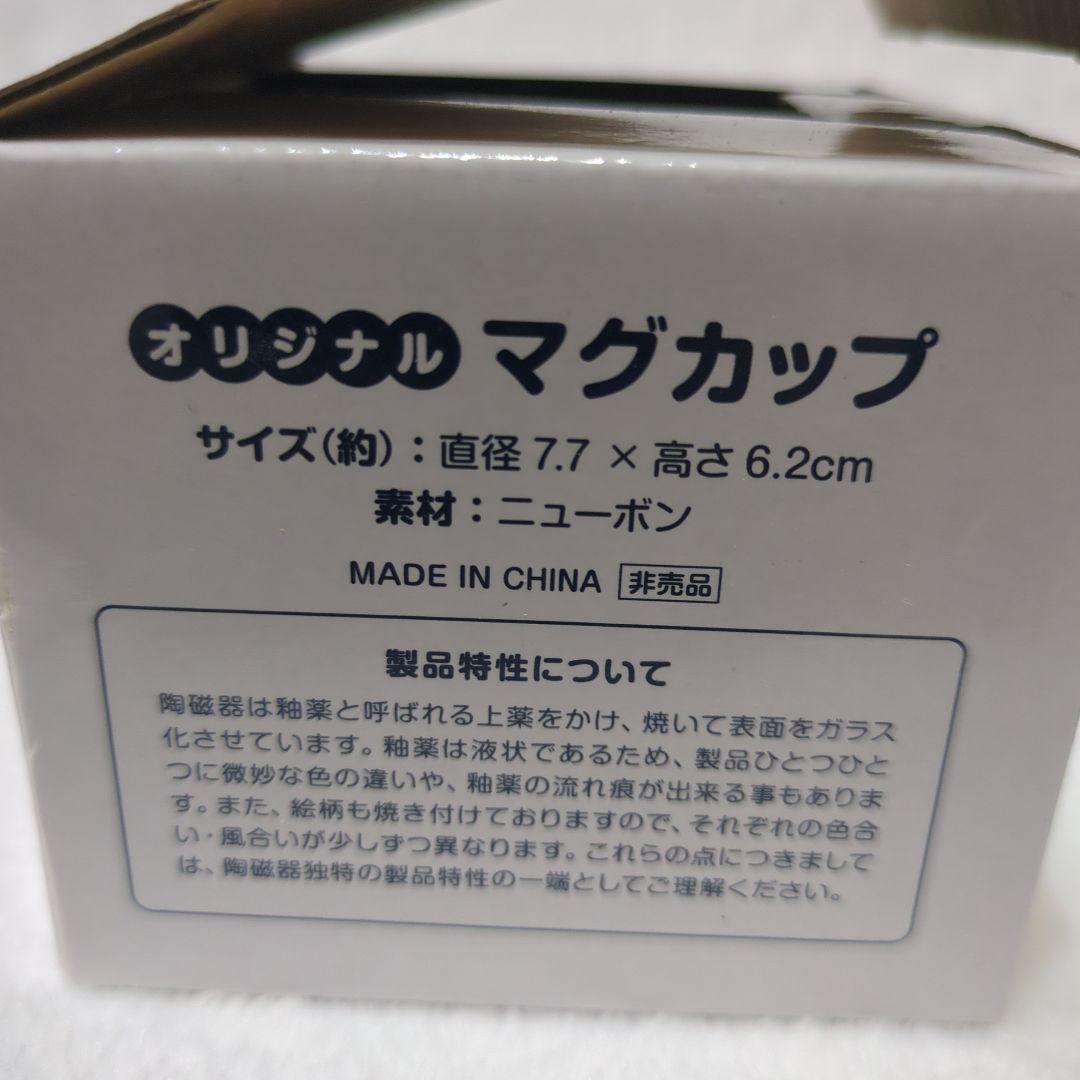 オリジナル マグカップ
サイズ(約)：直径7.7×高さ6.2cm
素材：ニューボン
MADE IN CHINA 非売品
製品特性について
陶磁器は釉薬と呼ばれる上薬をかけ、焼いて表面をガラス
化させています。釉薬は液状であるため、製品ひとつひと
つに微妙な色の違いや、釉薬の流れ痕が出来る事もありま
す。また、絵柄も焼き付けておりますので、それぞれの色合
い・風合いが少しずつ異なります。これらの点につきまして
は、陶磁器独特の製品特性の一端としてご理解ください。